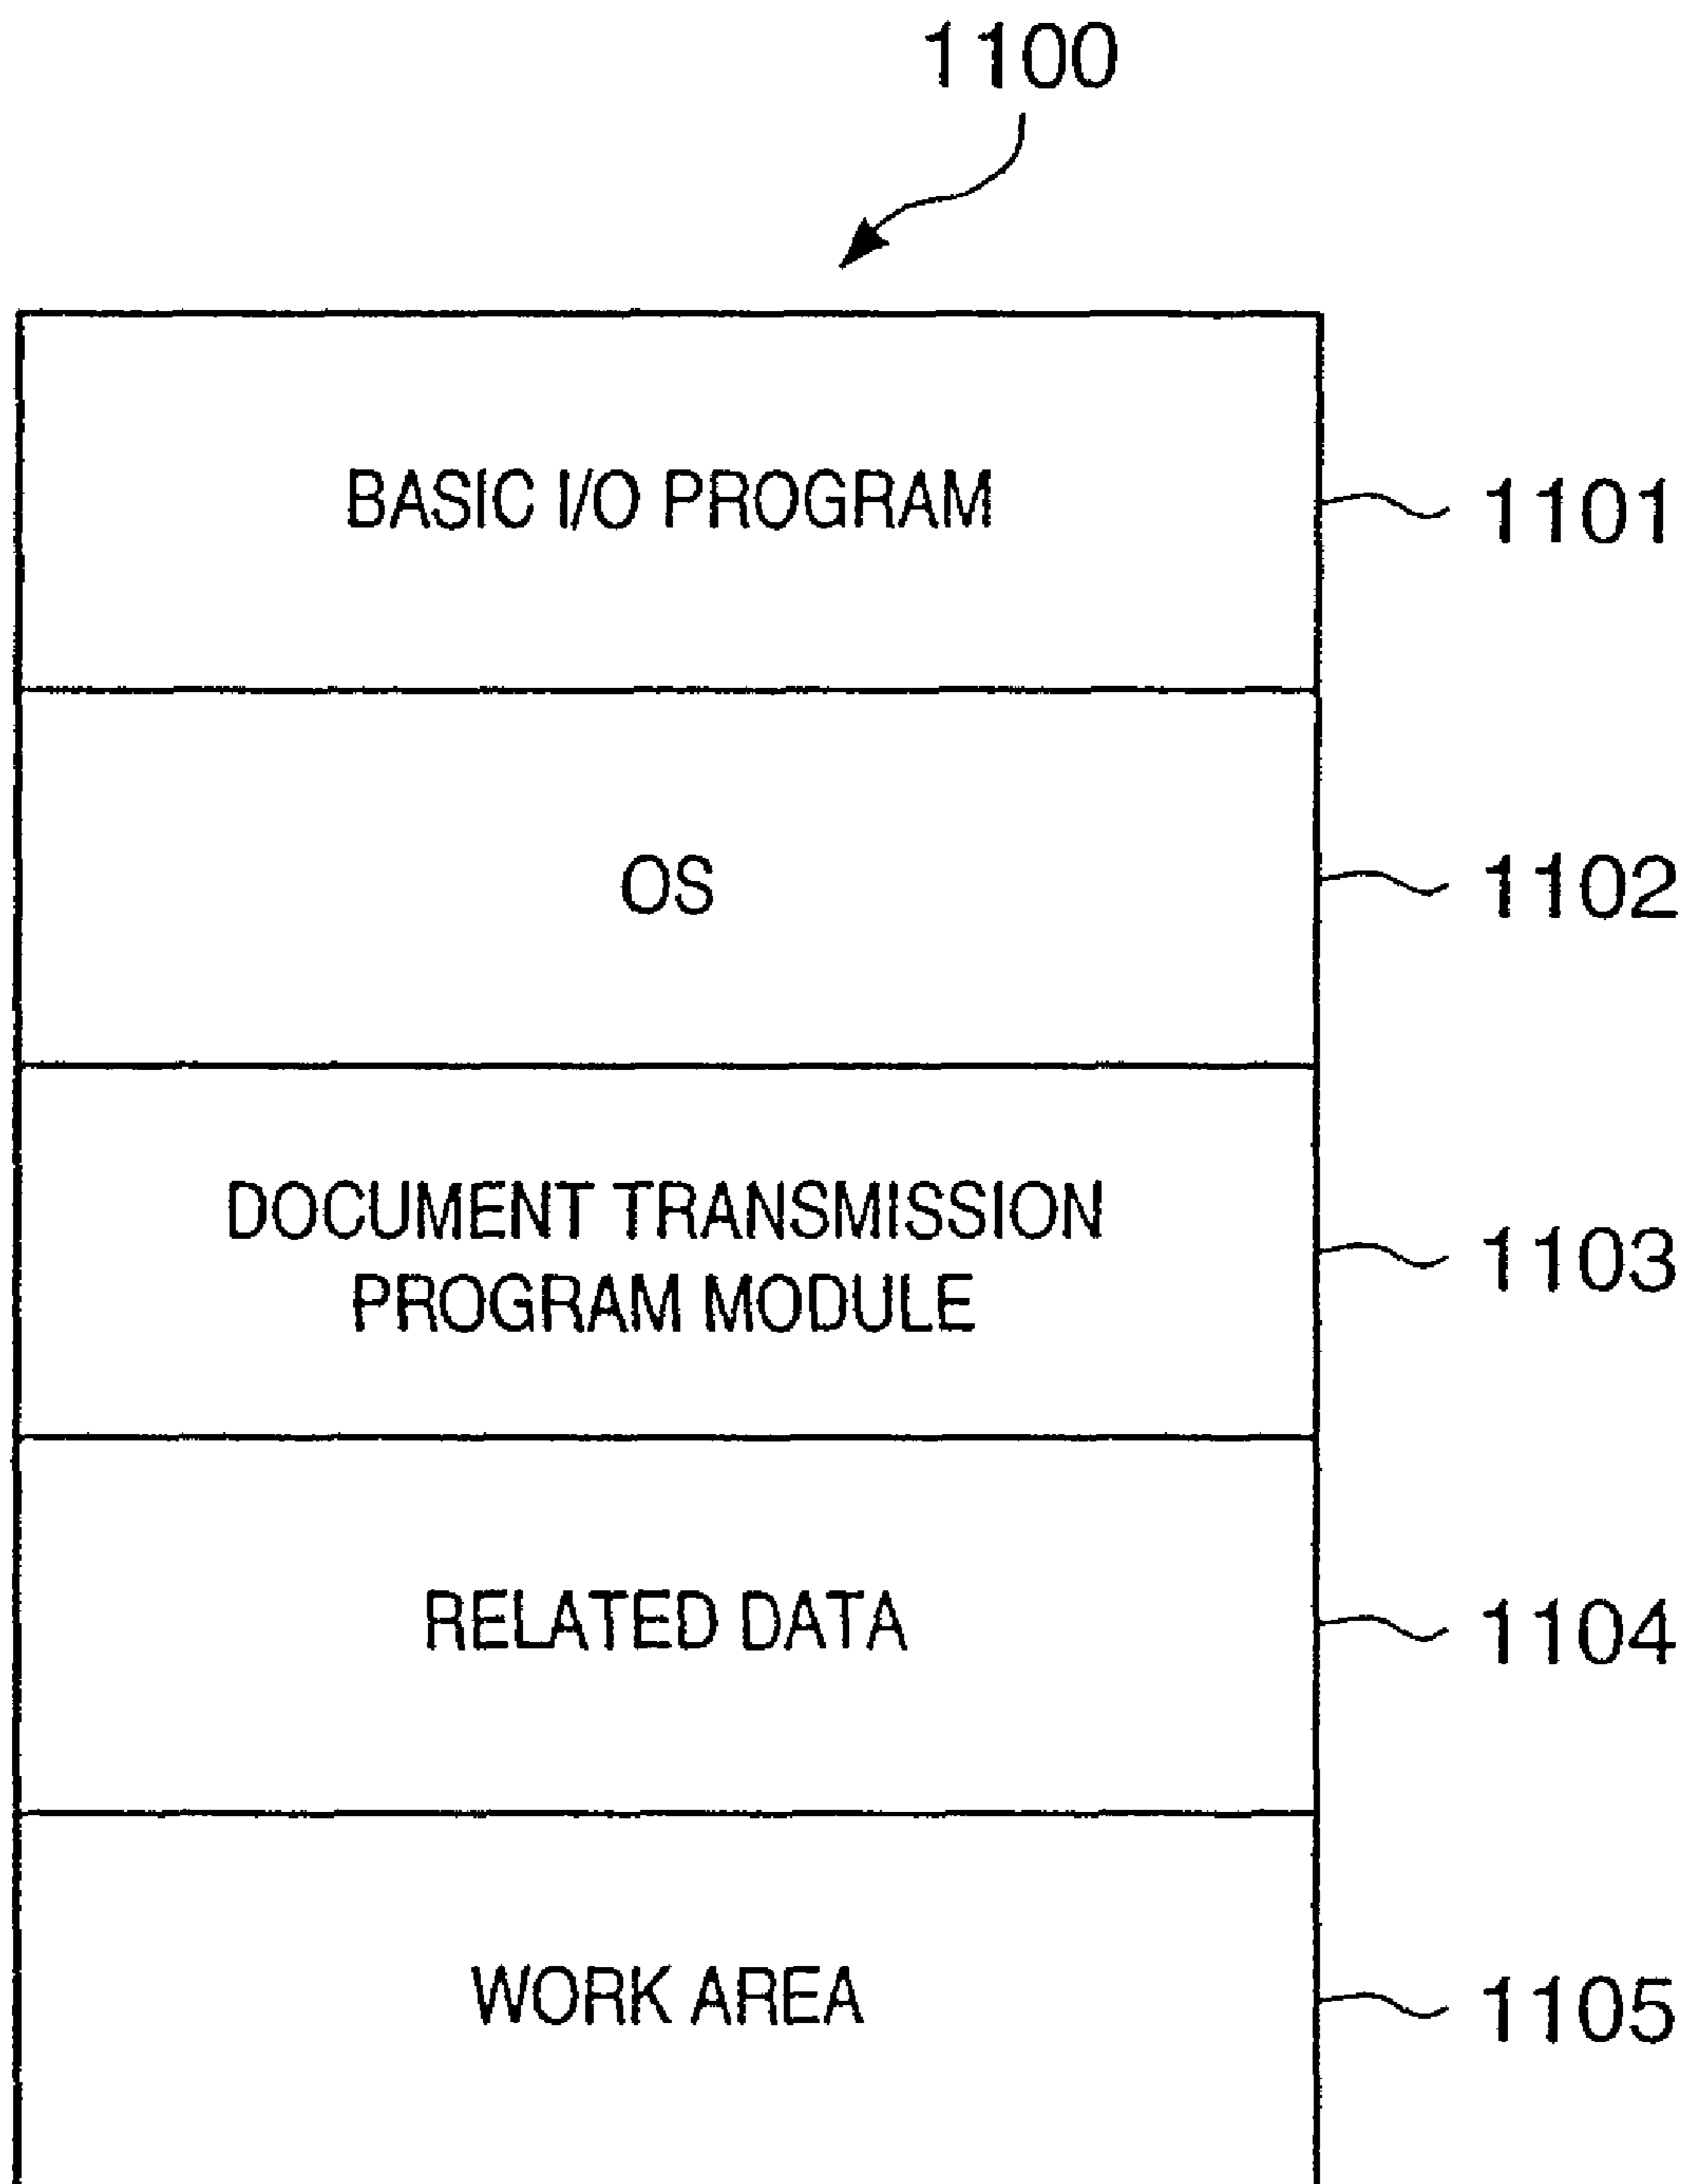 1100
BASIC I/O PROGRAM
1101
OS
1102
DOCUMENT TRANSMISSION
PROGRAM MODULE
1103
RELATED DATA
1104
WORK AREA
1105